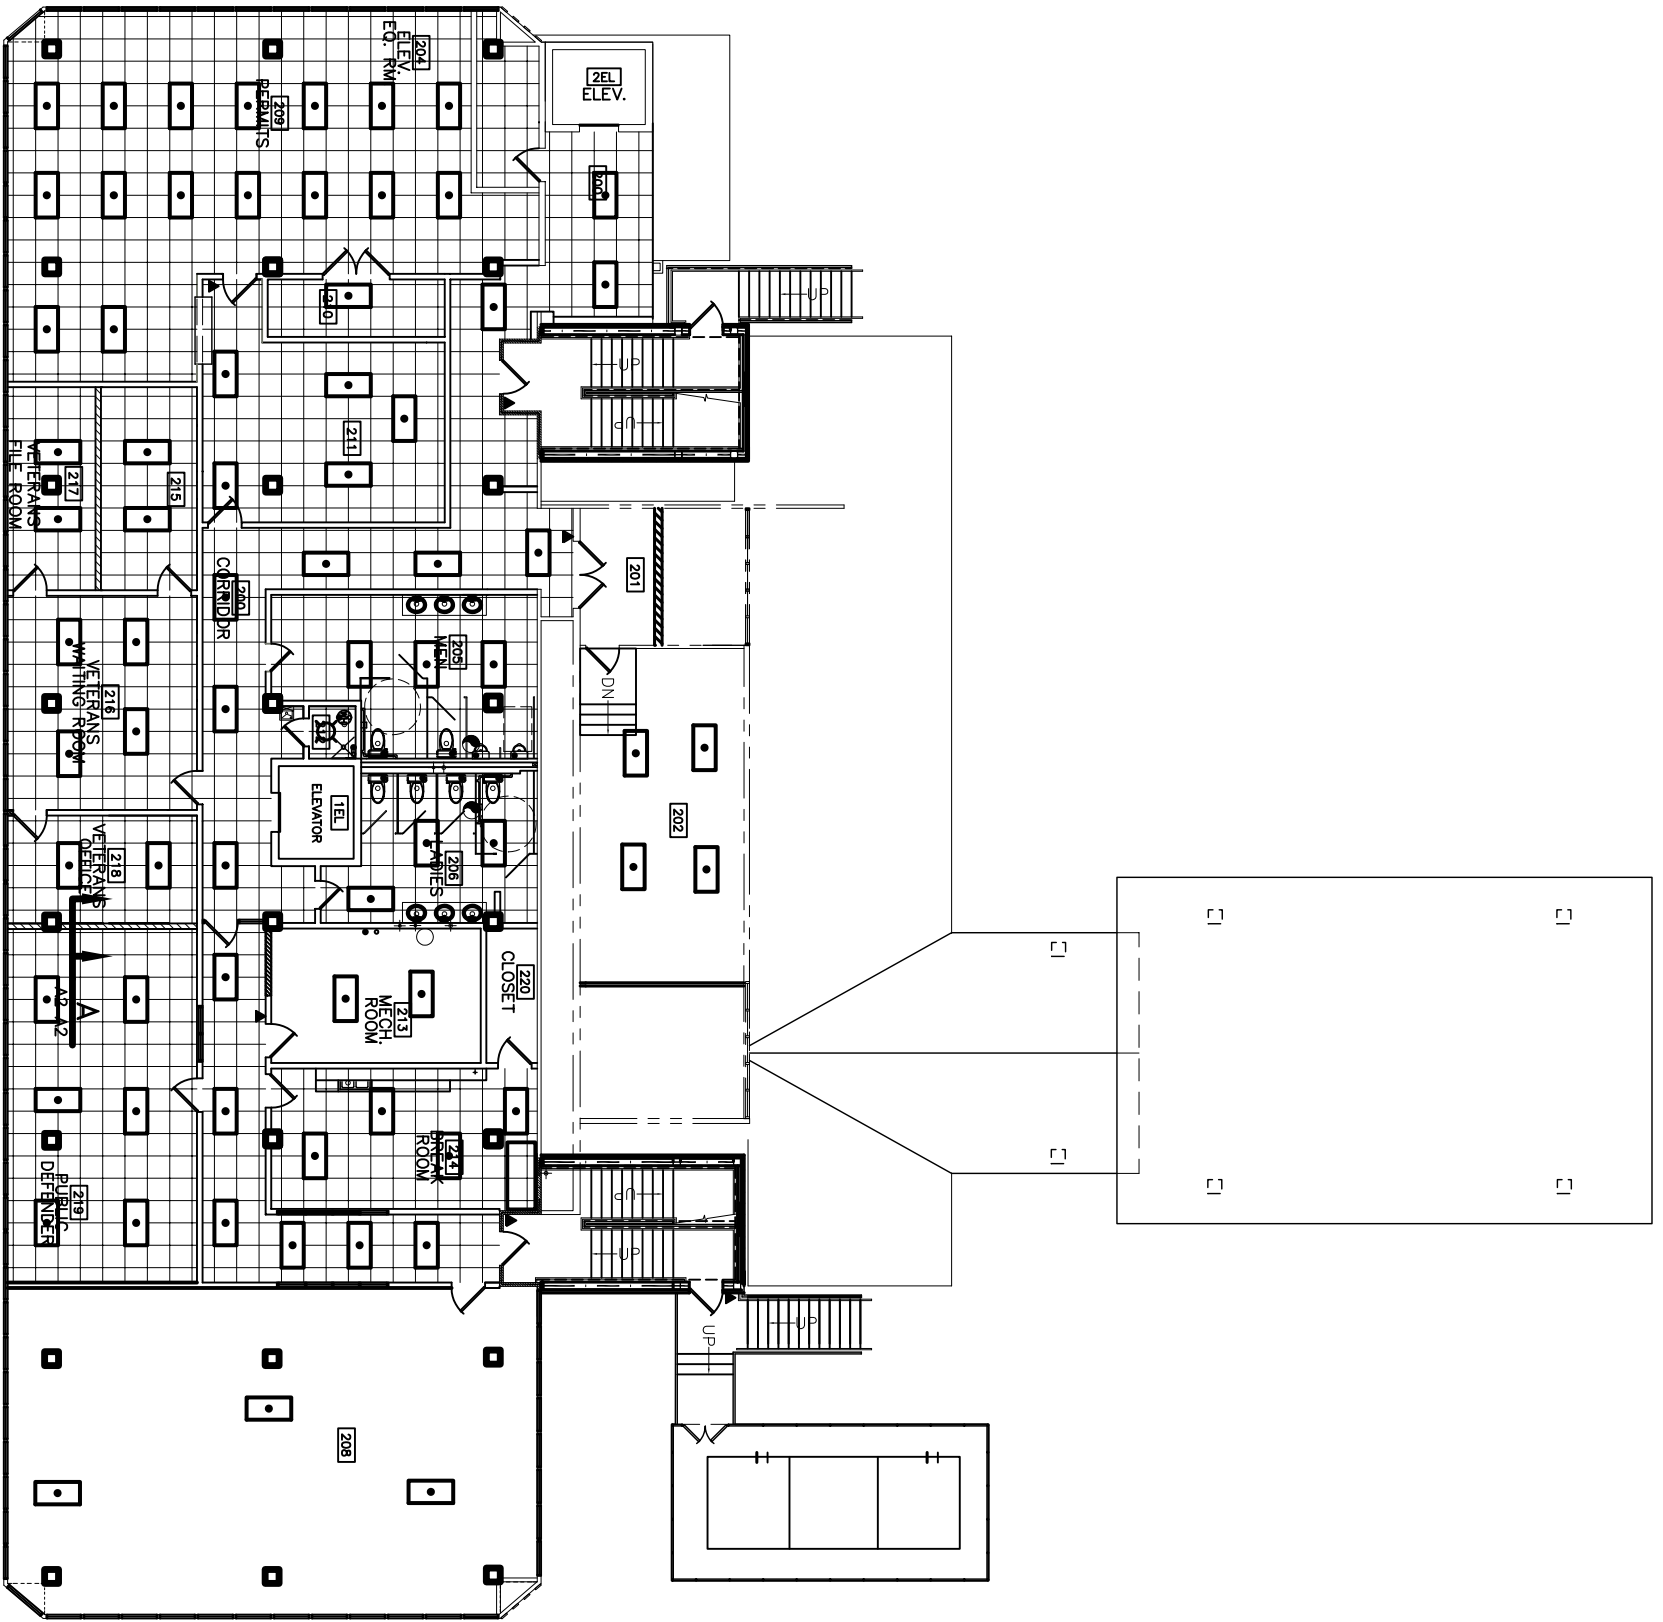 204
ELEV.
EQ. RM
2EL
ELEV.
209
PERMITS
200
UP
210
UP
UP
211
217
VETERANS
FILE ROOM
215
201
200
CORRIDOR
205
MEN
DN
216
VETERANS
WAITING ROOM
212
1EL
ELEVATOR
202
218
VETERANS
OFFICE
206
LADIES
220
CLOSET
213
MECH.
ROOM
A
A2 A2
214
BREAK
ROOM
219
PUBLIC
DEFENDER
UP
UP
UP
UP
208